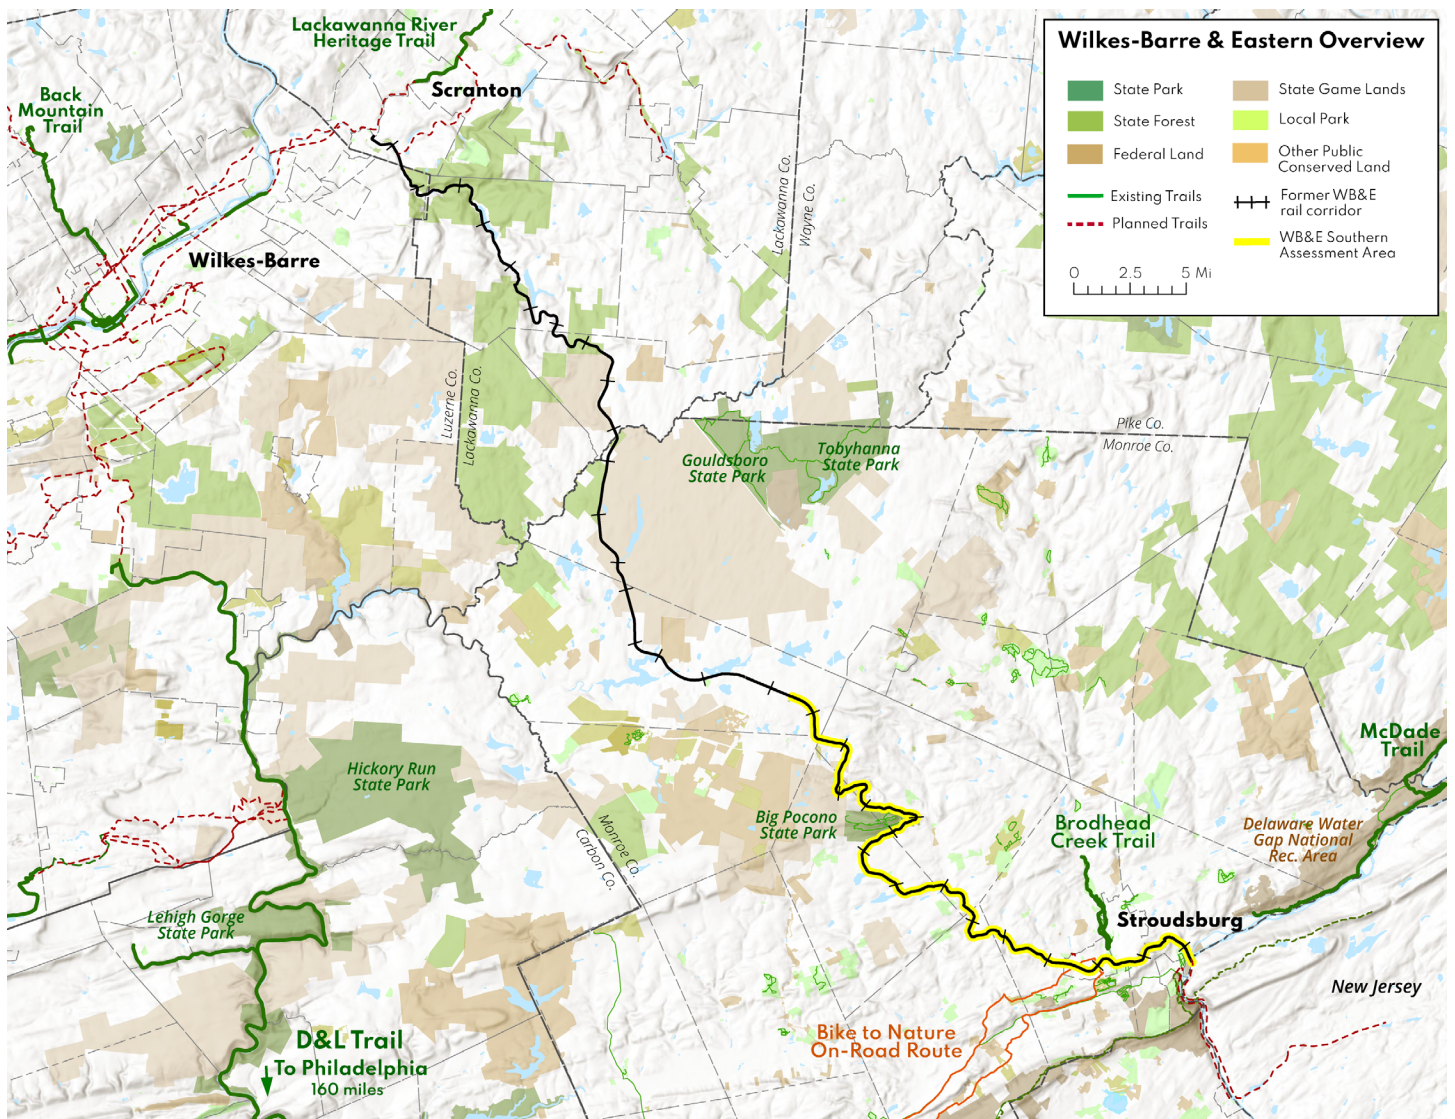 Lackawanna River
Heritage Trail
Scranton
Back
Mountain
Trail
Wilkes-Barre
Wilkes-Barre & Eastern Overview
State Park
State Forest
Federal Land
Existing Trails
Planned Trails
0 2.5 5 Mi
State Game Lands
Local Park
Other Public
Conserved Land
Former WB&E
rail corridor
WB&E Southern
Assessment Area
Lackawanna Co.
Wayne Co.
Luzerne Co.
Lackawanna Co.
Pike Co.
Monroe Co.
Gouldsboro
State Park
Tobyhanna
State Park
Hickory Run
State Park
Big Pocono
State Park
Monroe Co.
Carbon Co.
McDade
Trail
Brodhead
Creek Trail
Delaware Water
Gap National
Rec. Area
Stroudsburg
Lehigh Gorge
State Park
New Jersey
D&L Trail
To Philadelphia
160 miles
Bike to Nature
On-Road Route